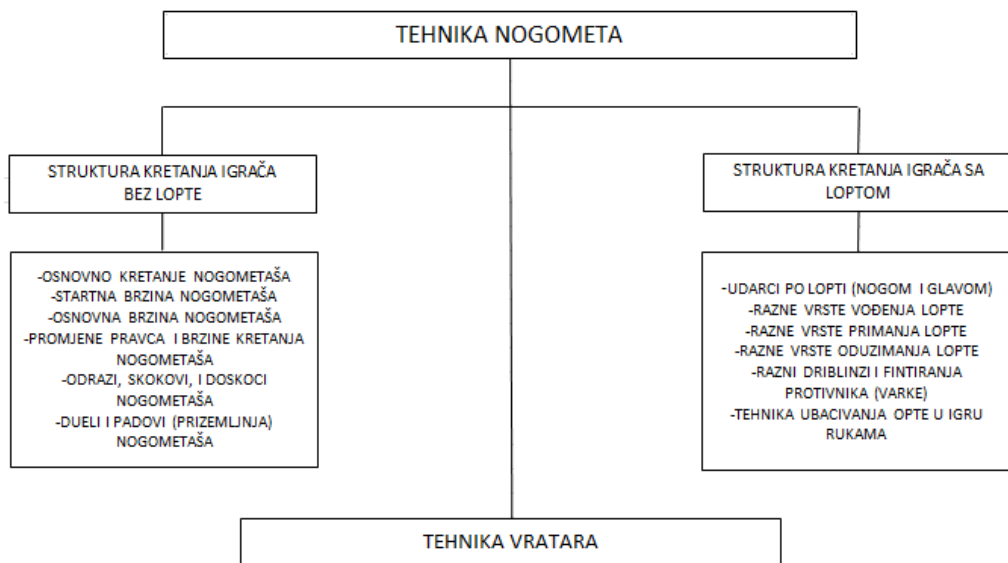 TEHNIKA NOGOMETA
STRUKTURA KRETANJA IGRAČA
BEZ LOPTE
-OSNOVNO KRETANJE NOGOMETAŠA
-STARTNA BRZINA NOGOMETAŠA
-OSNOVNA BRZINA NOGOMETAŠA
-PROMJENE PRAVCA I BRZINE KRETANJA
NOGOMETAŠA
-ODRAZI, SKOKOVI, I DOSKOCI
NOGOMETAŠA
-DUELI I PADOVI (PRIZEMLJNJA)
NOGOMETAŠA
STRUKTURA KRETANJA IGRAČA SA
LOPTOM
-UDARCI PO LOPTI (NOGOM I GLAVOM)
-RAZNE VRSTE VOĐENJA LOPTE
-RAZNE VRSTE PRIMANJA LOPTE
-RAZNE VRSTE ODUZIMANJA LOPTE
-RAZNI DRIBLINZI I FINTIRANJA
PROTIVNIKA (VARKE)
-TEHNIKA UBACIVANJA OPTE U IGRU
RUKAMA
TEHNIKA VRATARA